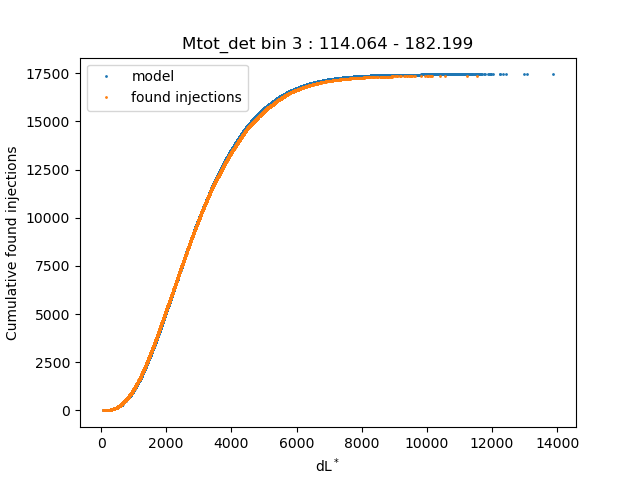 Mtot_det bin 3 : 114.064 - 182.199
model
found injections
Cumulative found injections
17500
15000
12500
10000
7500
5000
2500
0
0 2000 4000 6000 8000 10000 12000 14000
dL*